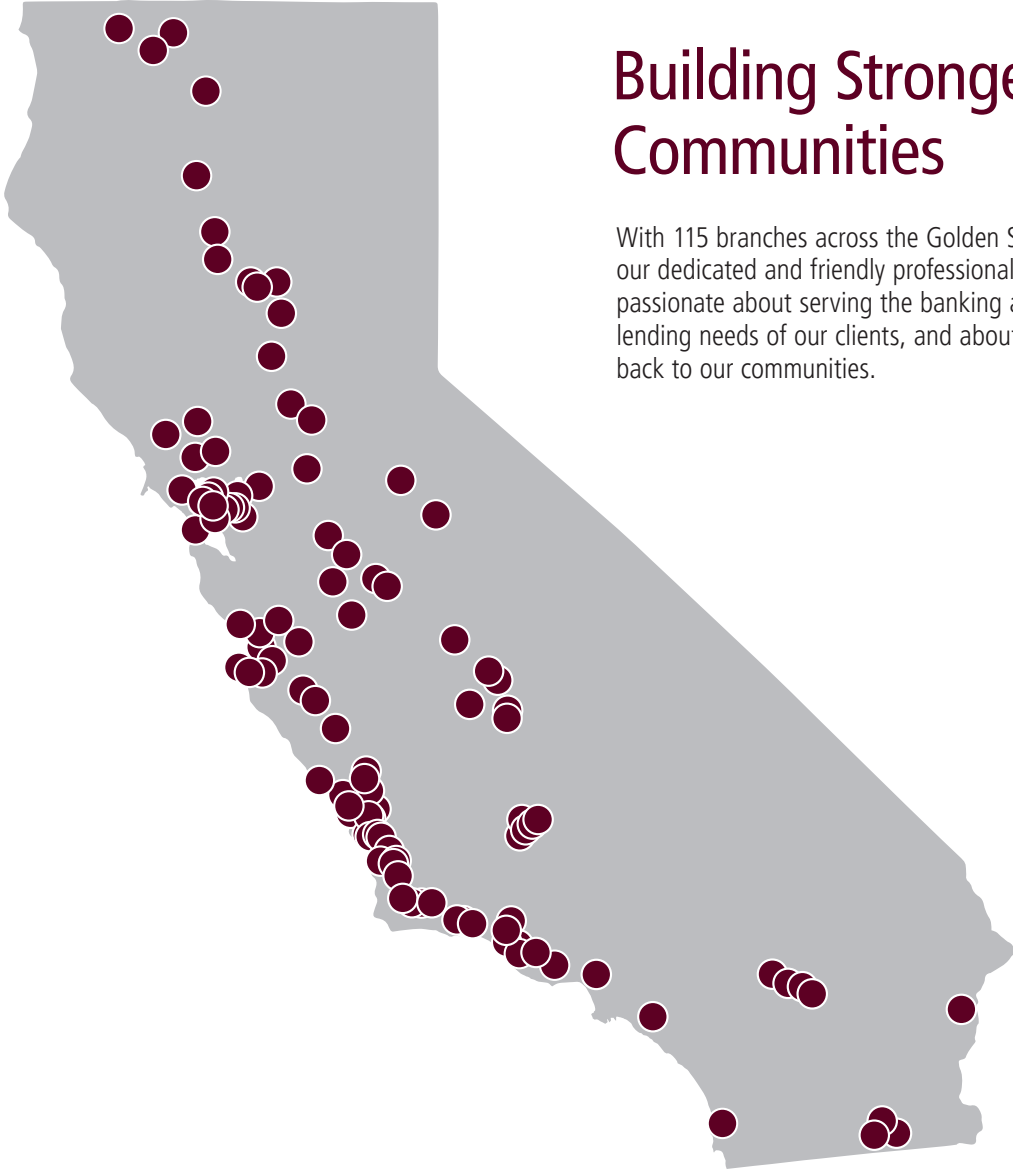 Building Stronge
Communities
With 115 branches across the Golden S
our dedicated and friendly professional
passionate about serving the banking a
lending needs of our clients, and about
back to our communities.